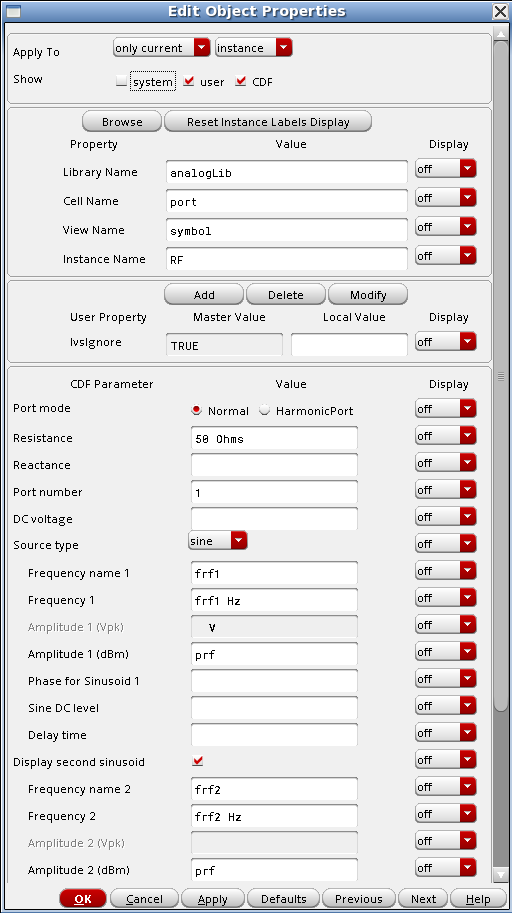 Edit Object Properties
Apply To only current instance
Show system user CDF
Browse Reset Instance Labels Display
Property Value Display
Library Name analogLib off
Cell Name port off
View Name symbol off
Instance Name RF off
Add Delete Modify
User Property Master Value Local Value Display
lvsIgnore TRUE off
CDF Parameter Value Display
Port mode Normal HarmonicPort off
Resistance 50 Ohms off
Reactance off
Port number 1 off
DC voltage off
Source type sine off
Frequency name 1 frf1 off
Frequency 1 frf1 Hz off
Amplitude 1 (Vpk) V off
Amplitude 1 (dBm) prf off
Phase for Sinusoid 1 off
Sine DC level off
Delay time off
Display second sinusoid off
Frequency name 2 frf2 off
Frequency 2 frf2 Hz off
Amplitude 2 (Vpk) off
Amplitude 2 (dBm) prf off
OK Cancel Apply Defaults Previous Next Help